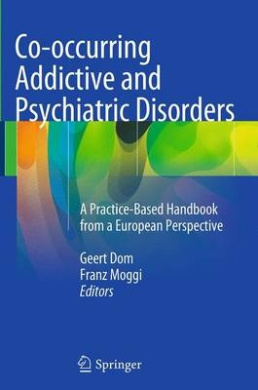 Co-occurring
Addictive and
Psychiatric Disorders
A Practice-Based Handbook
from a European Perspective
Geert Dom
Franz Moggi
Editors
Springer